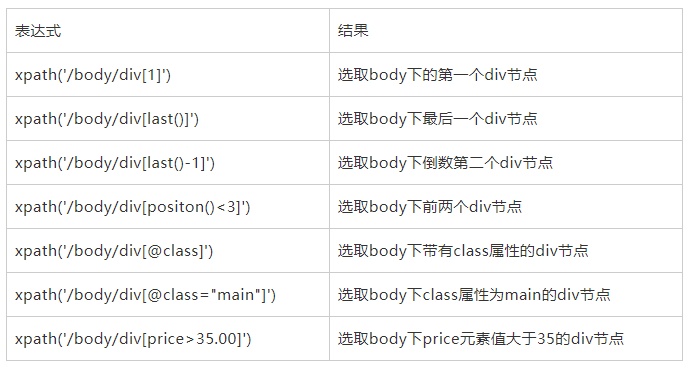 表达式 结果
xpath('/body/div[1]') 选取body下的第一个div节点
xpath('/body/div[last()]') 选取body下最后一个div节点
xpath('/body/div[last()-1]') 选取body下倒数第二个div节点
xpath('/body/div[positon()<3]') 选取body下前两个div节点
xpath('/body/div[@class]') 选取body下带有class属性的div节点
xpath('/body/div[@class="main"]') 选取body下class属性为main的div节点
xpath('/body/div[price>35.00]') 选取body下price元素值大于35的div节点